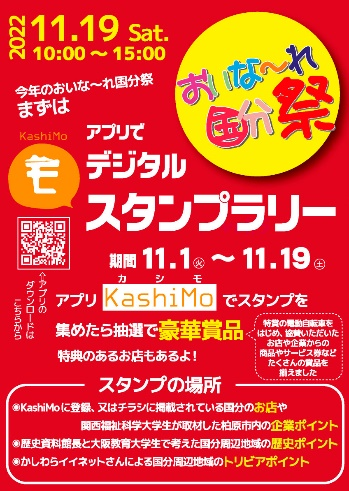 2022 11.19 Sat.
10:00～15:00
おいな～れ
国分祭
今年のおいな～れ国分祭
まずは
KashiMo
モ
アプリで
デジタル
スタンプラリー
期間 11.1㊋ ～ 11.19㊏
⇧アプリの
ダウンロードは
こちらから
カシモ
アプリ KashiMo でスタンプを
集めたら抽選で豪華賞品
特典のあるお店もあるよ！
特賞の電動自転車を
はじめ、協賛いただいた
お店や企業からの
商品やサービス券など
たくさんの賞品を
揃えました
スタンプの場所
◉KashiMoに登録、又はチラシに掲載されている国分のお店や
関西福祉科学大学生が取材した柏原市内の企業ポイント
◉歴史資料館長と大阪教育大学生で考えた国分周辺地域の歴史ポイント
◉かしわらイイネットさんによる国分周辺地域のトリビアポイント